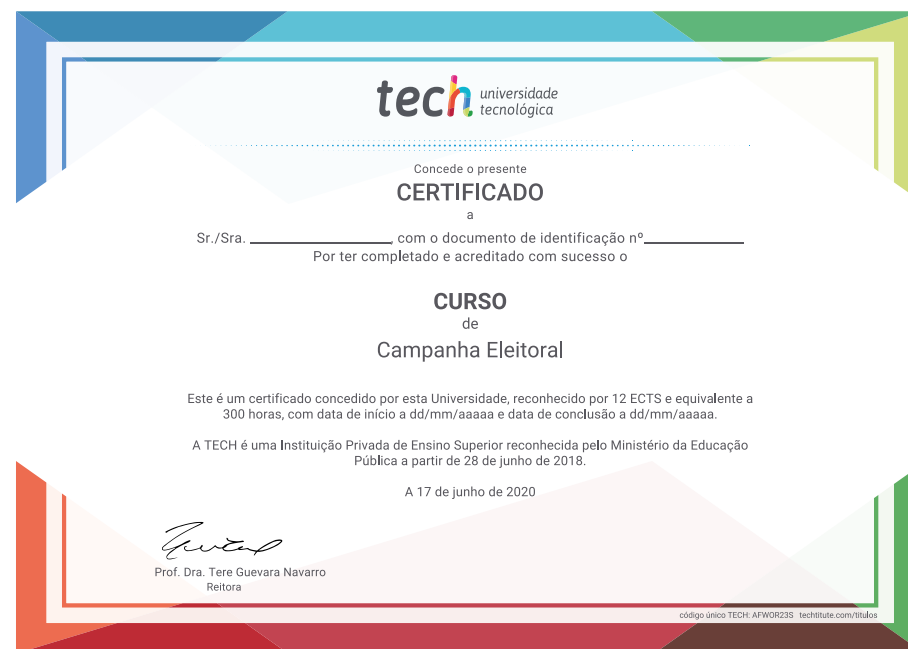 tech universidade
tecnológica
Concede o presente
CERTIFICADO
a
Sr./Sra. ____________________, com o documento de identificação nº______________
Por ter completado e acreditado com sucesso o
CURSO
de
Campanha Eleitoral
Este é um certificado concedido por esta Universidade, reconhecido por 12 ECTS e equivalente a
300 horas, com data de início a dd/mm/aaaaa e data de conclusão a dd/mm/aaaaa.
A TECH é uma Instituição Privada de Ensino Superior reconhecida pelo Ministério da Educação
Pública a partir de 28 de junho de 2018.
A 17 de junho de 2020
Prof. Dra. Tere Guevara Navarro
Reitora
código único TECH: AFWOR23S techtitute.com/titulos